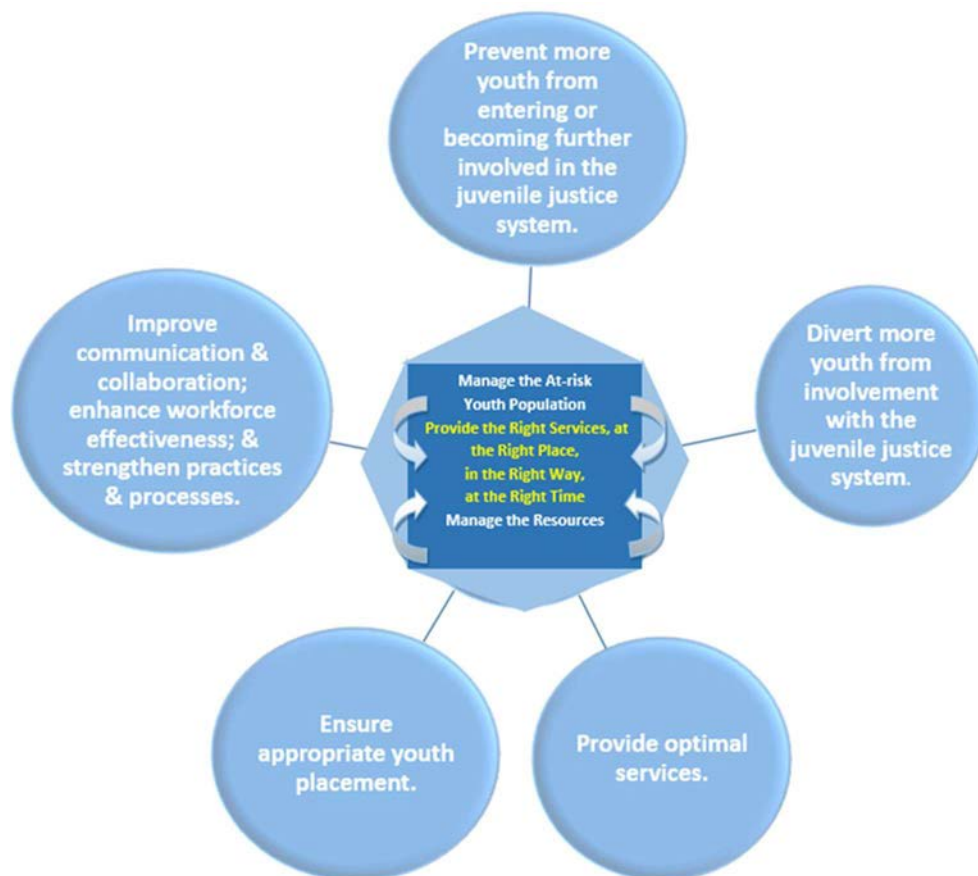 Prevent more
youth from
entering or
becoming further
involved in the
juvenile justice
system.
Improve
communication &
collaboration;
enhance workforce
effectiveness; &
strengthen practices
& processes.
Manage the At-risk
Youth Population
Provide the Right Services, at
the Right Place,
in the Right Way,
at the Right Time
Manage the Resources
Divert more
youth from
involvement
with the
juvenile justice
system.
Ensure
appropriate youth
placement.
Provide optimal
services.